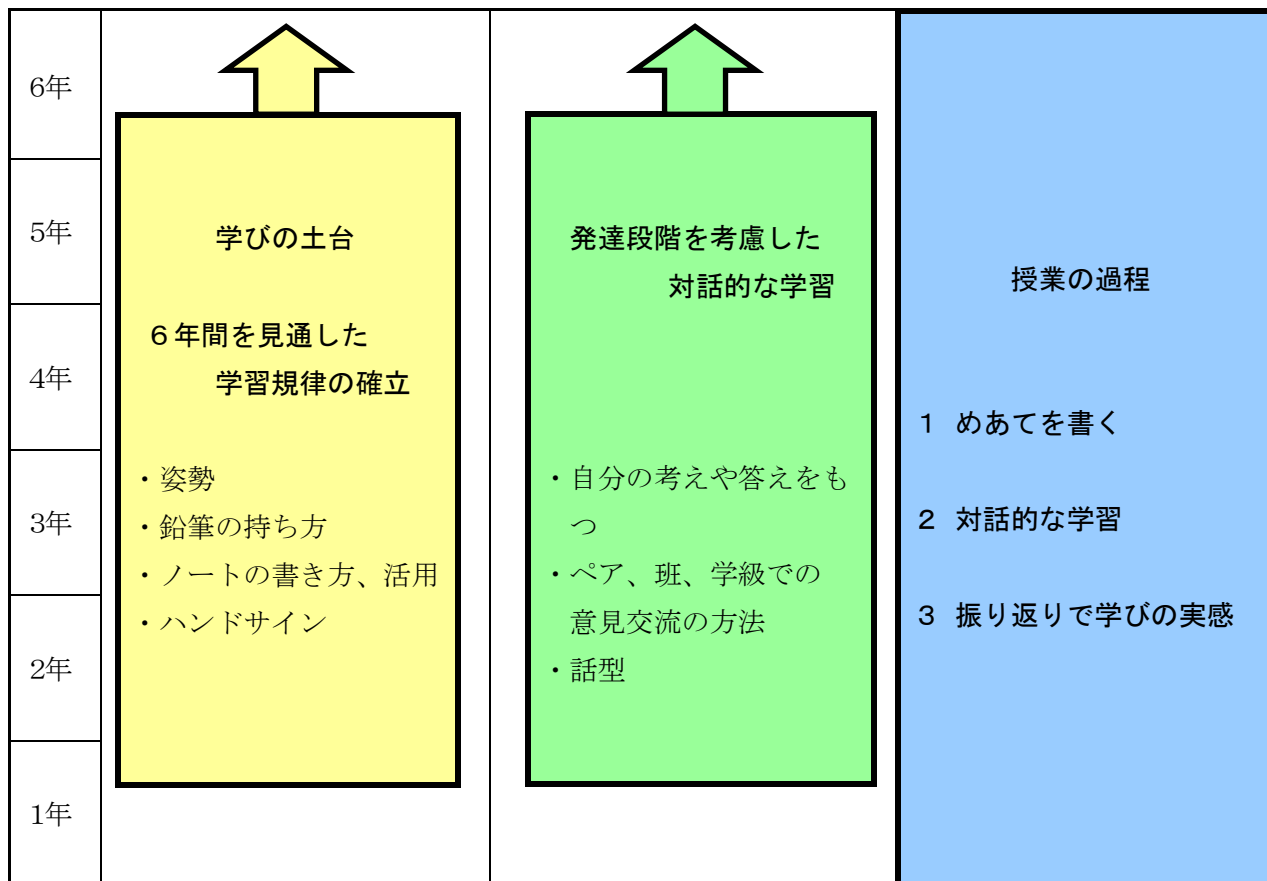 6年
5年
4年
3年
2年
1年
学びの土台
６年間を見通した
学習規律の確立
・姿勢
・鉛筆の持ち方
・ノートの書き方、活用
・ハンドサイン
発達段階を考慮した
対話的な学習
・自分の考えや答えをも
つ
・ペア、班、学級での
意見交流の方法
・話型
授業の過程
１ めあてを書く
２ 対話的な学習
３ 振り返りで学びの実感